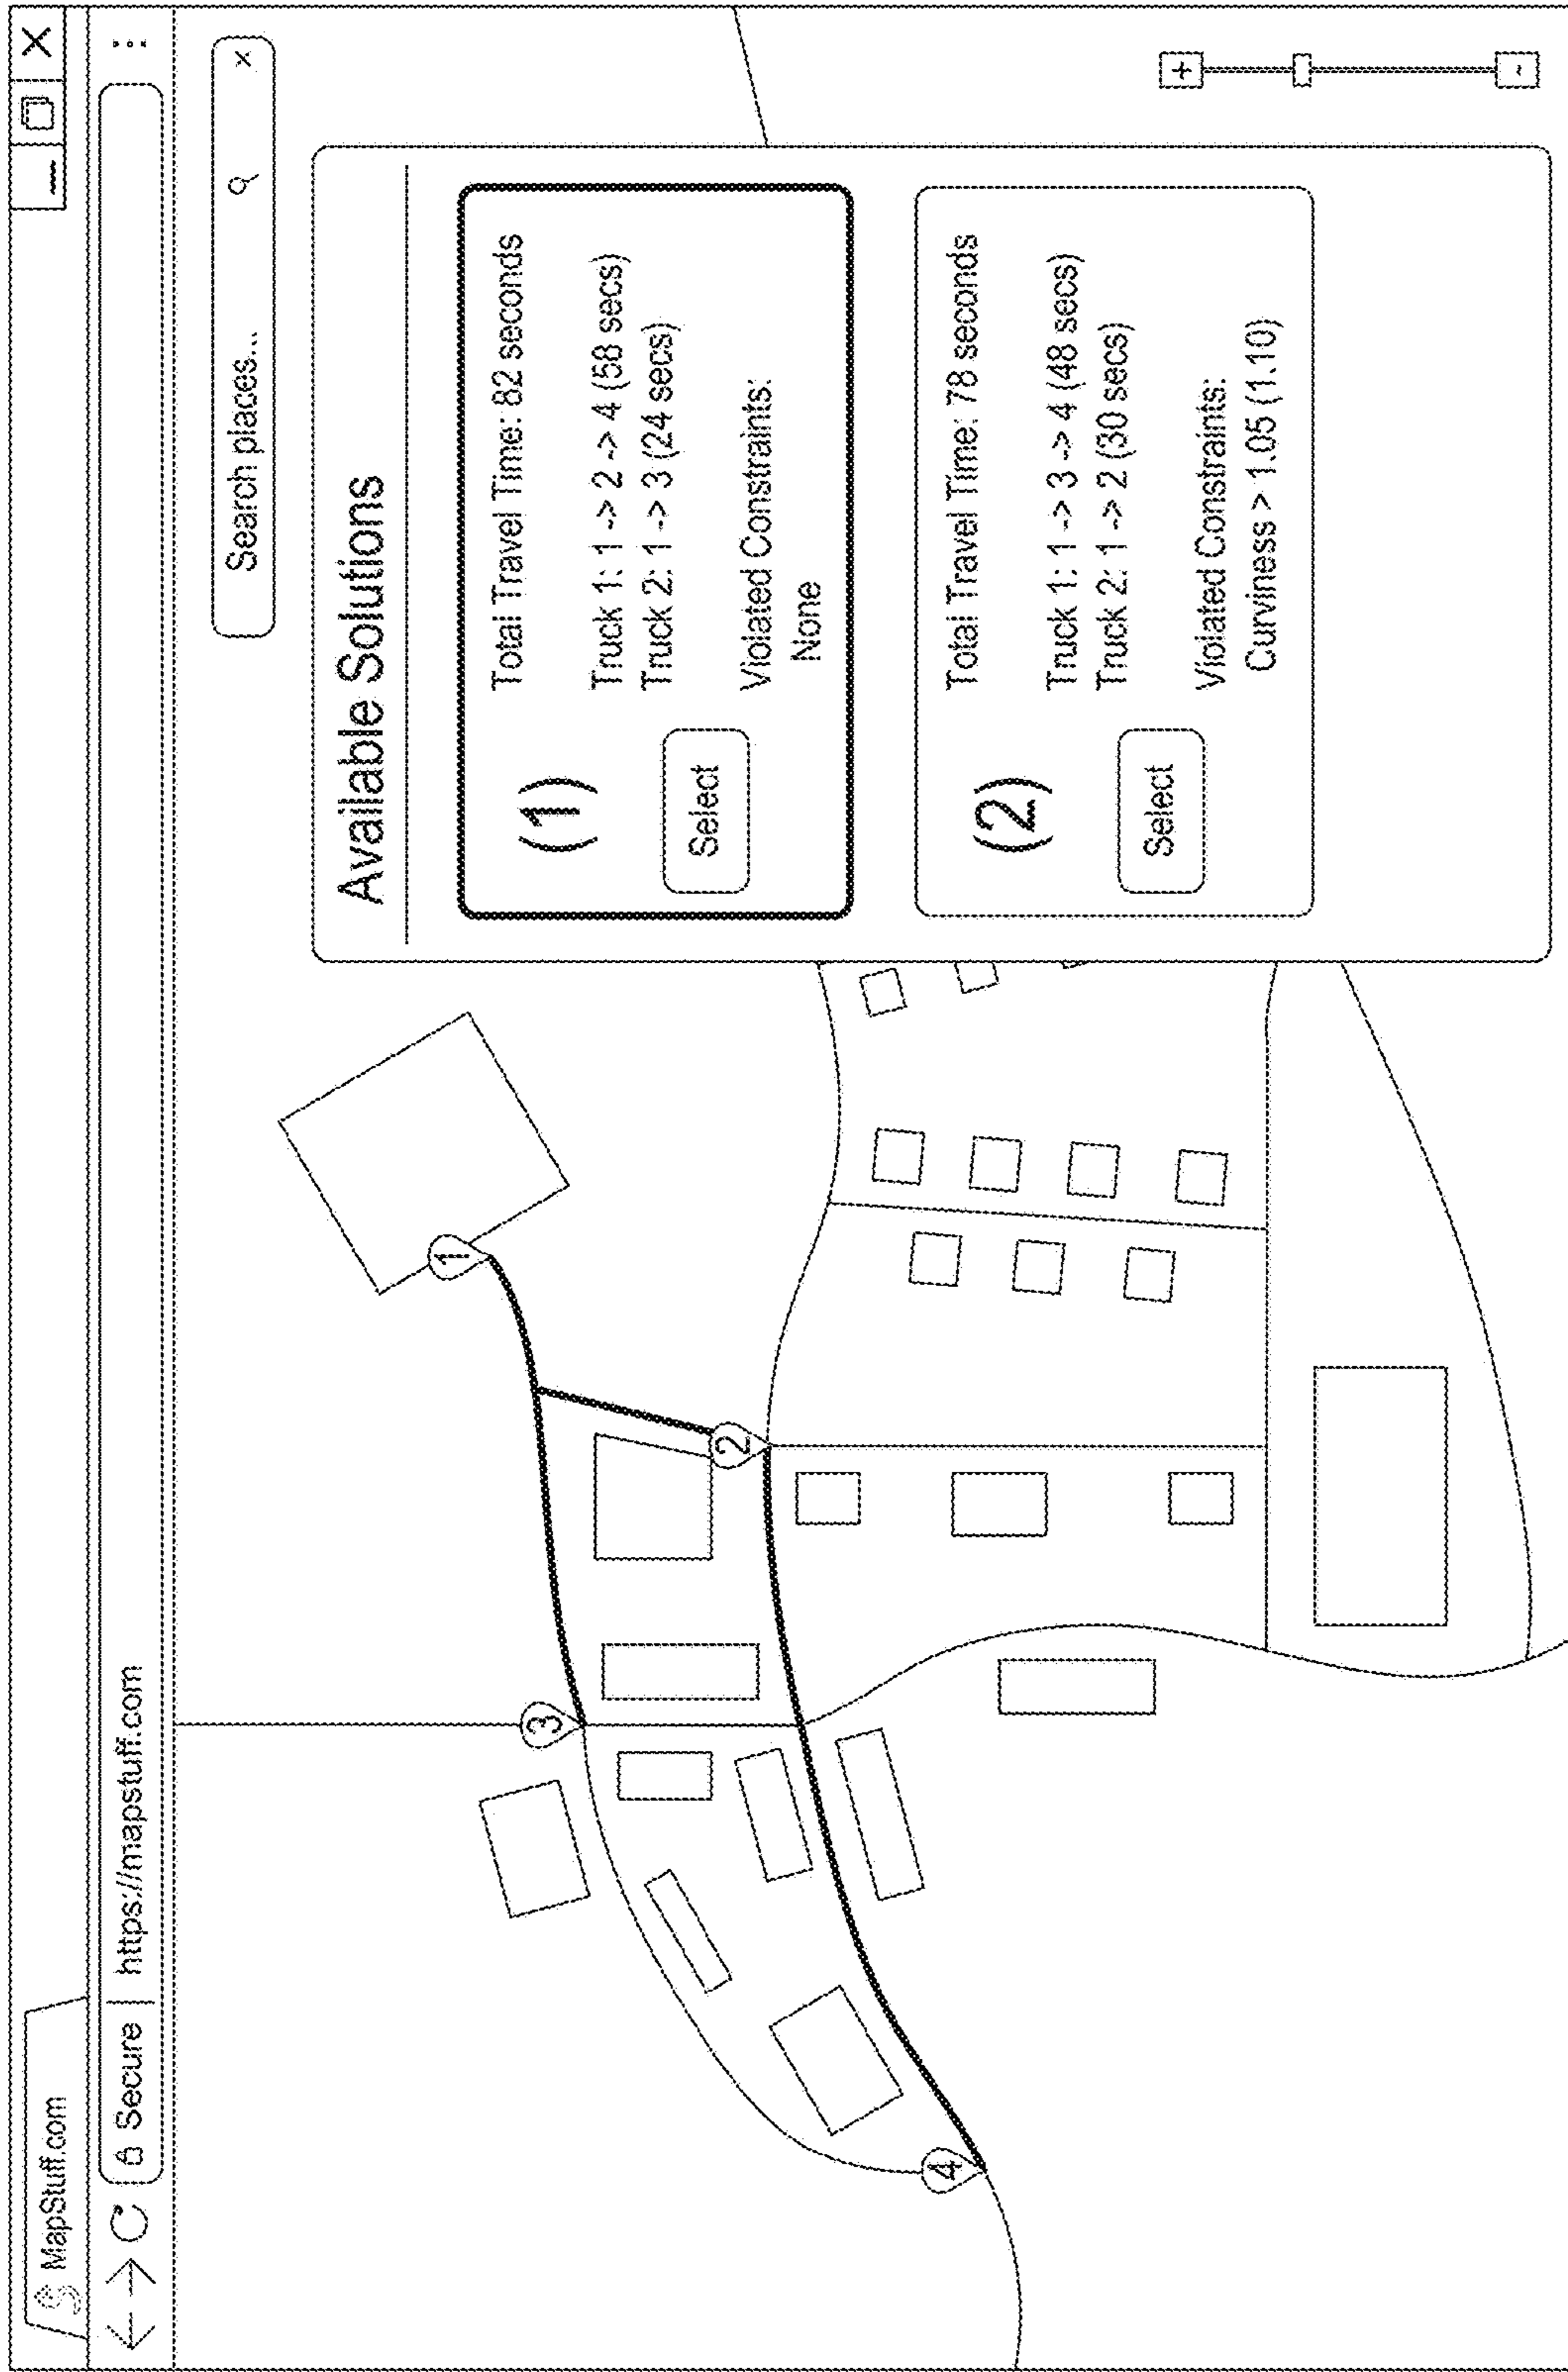 MapStuff.com
Secure | https://mapstuff.com
Search places...
Available Solutions
(1)
Select
Total Travel Time: 82 seconds
Truck 1: 1 -> 2 -> 4 (58 secs)
Truck 2: 1 -> 3 (24 secs)
Violated Constraints:
None
(2)
Select
Total Travel Time: 78 seconds
Truck 1: 1 -> 3 -> 4 (48 secs)
Truck 2: 1 -> 2 (30 secs)
Violated Constraints:
Curviness > 1.05 (1.10)
1
2
3
4
+
-